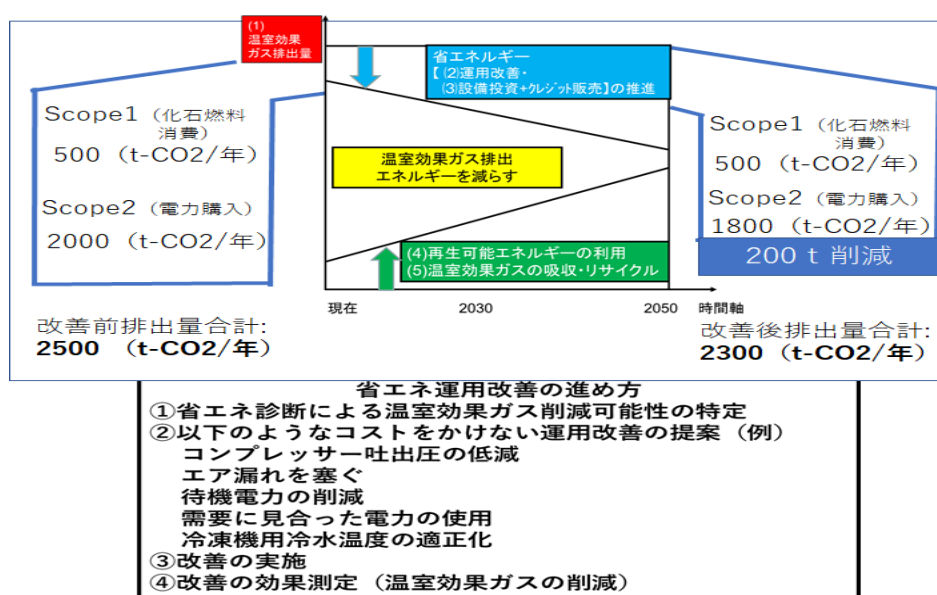 (1)
温室効果
ガス排出量
省エネルギー
【 (2)運用改善・
(3)設備投資+クレジット販売】の推進
Scope1（化石燃料
消費）
500（t-CO2/年）
Scope2（電力購入）
2000（t-CO2/年）
温室効果ガス排出
エネルギーを減らす
Scope1（化石燃料
消費）
500（t-CO2/年）
Scope2（電力購入）
1800（t-CO2/年）
200ｔ削減
(4)再生可能エネルギーの利用
(5)温室効果ガスの吸収・リサイクル
現在
2030
2050
時間軸
改善前排出量合計:
2500 （t-CO2/年）
改善後排出量合計:
2300（t-CO2/年）
省エネ運用改善の進め方
①省エネ診断による温室効果ガス削減可能性の特定
②以下のようなコストをかけない運用改善の提案（例）
コンプレッサー吐出圧の低減
エア漏れを塞ぐ
待機電力の削減
需要に見合った電力の使用
冷凍機用冷水温度の適正化
③改善の実施
④改善の効果測定（温室効果ガスの削減）